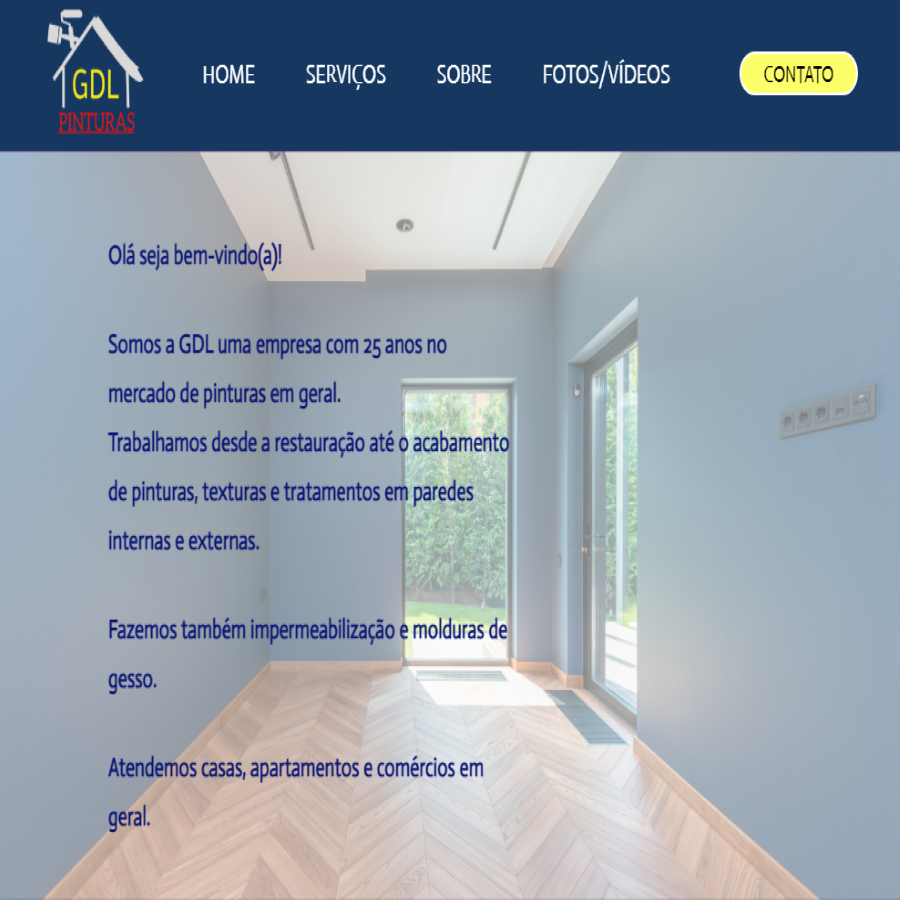 GDL
PINTURAS
HOME
SERVIÇOS
SOBRE
FOTOS/VÍDEOS
CONTATO
Olá seja bem-vindo(a)!
Somos a GDL uma empresa com 25 anos no
mercado de pinturas em geral.
Trabalhamos desde a restauração até o acabamento
de pinturas, texturas e tratamentos em paredes
internas e externas.
Fazemos também impermeabilização e molduras de
gesso.
Atendemos casas, apartamentos e comércios em
geral.